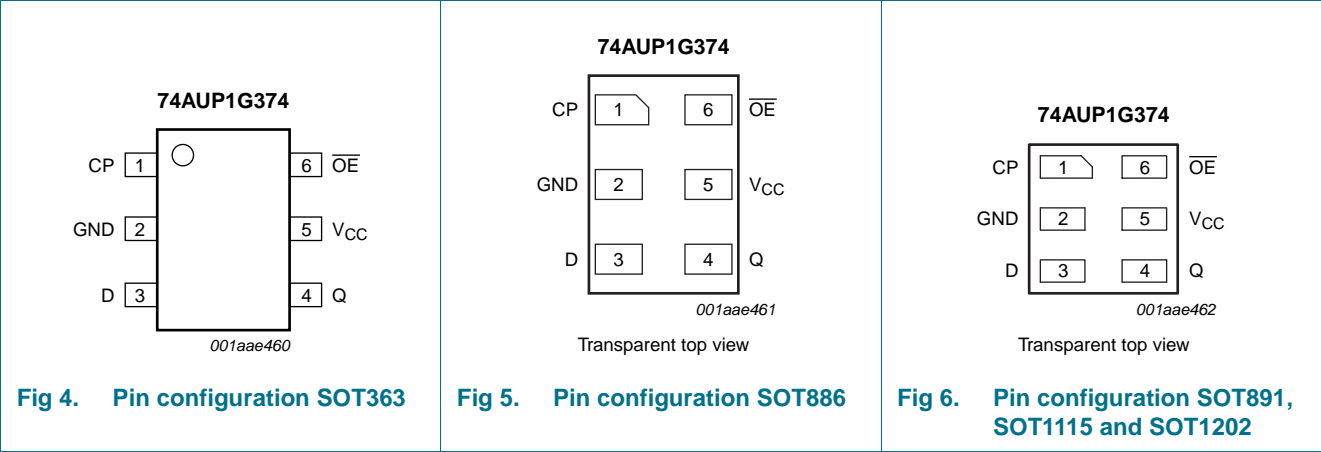 74AUP1G374
CP 1 6 O̅E̅
GND 2 5 VCC
D 3 4 Q
001aae460
Fig 4. Pin configuration SOT363
74AUP1G374
CP 1 6 O̅E̅
GND 2 5 VCC
D 3 4 Q
001aae461
Transparent top view
Fig 5. Pin configuration SOT886
74AUP1G374
CP 1 6 O̅E̅
GND 2 5 VCC
D 3 4 Q
001aae462
Transparent top view
Fig 6. Pin configuration SOT891,
SOT1115 and SOT1202